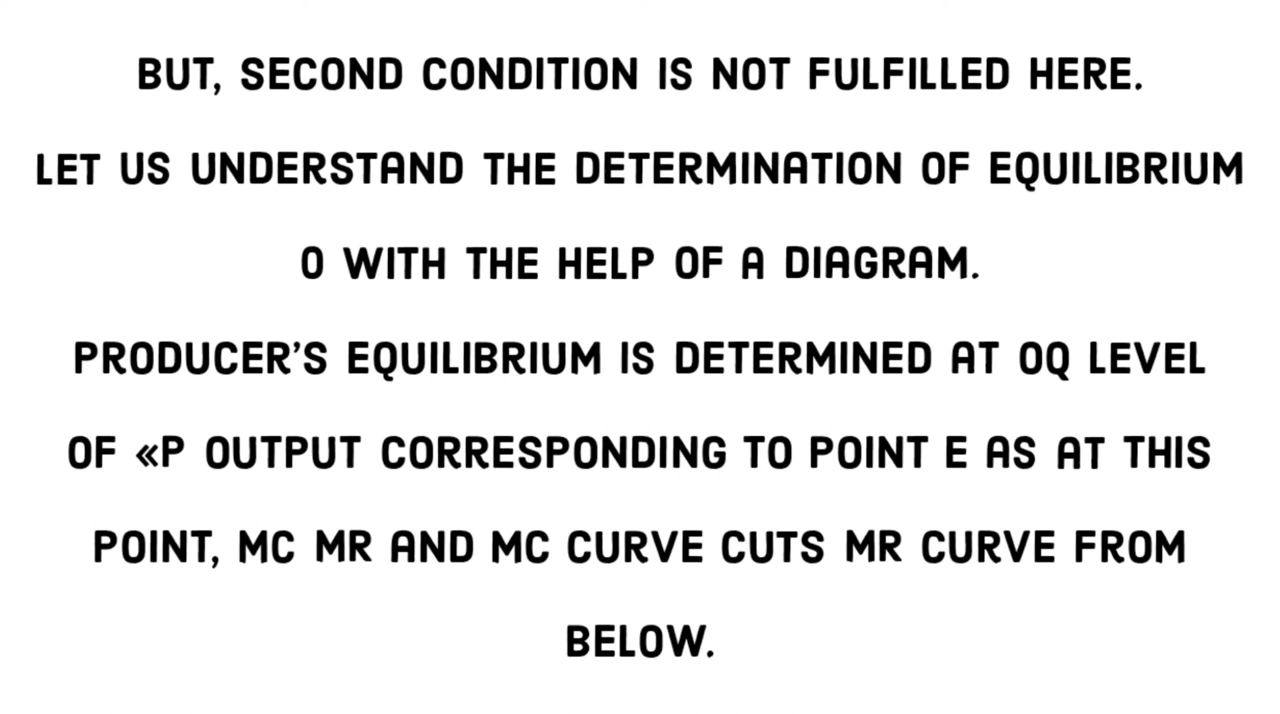 BUT, SECOND CONDITION IS NOT FULFILLED HERE.
LET US UNDERSTAND THE DETERMINATION OF EQUILIBRIUM
O WITH THE HELP OF A DIAGRAM.
PRODUCER’S EQUILIBRIUM IS DETERMINED AT OQ LEVEL
OF «P OUTPUT CORRESPONDING TO POINT E AS AT THIS
POINT, MC MR AND MC CURVE CUTS MR CURVE FROM
BELOW.